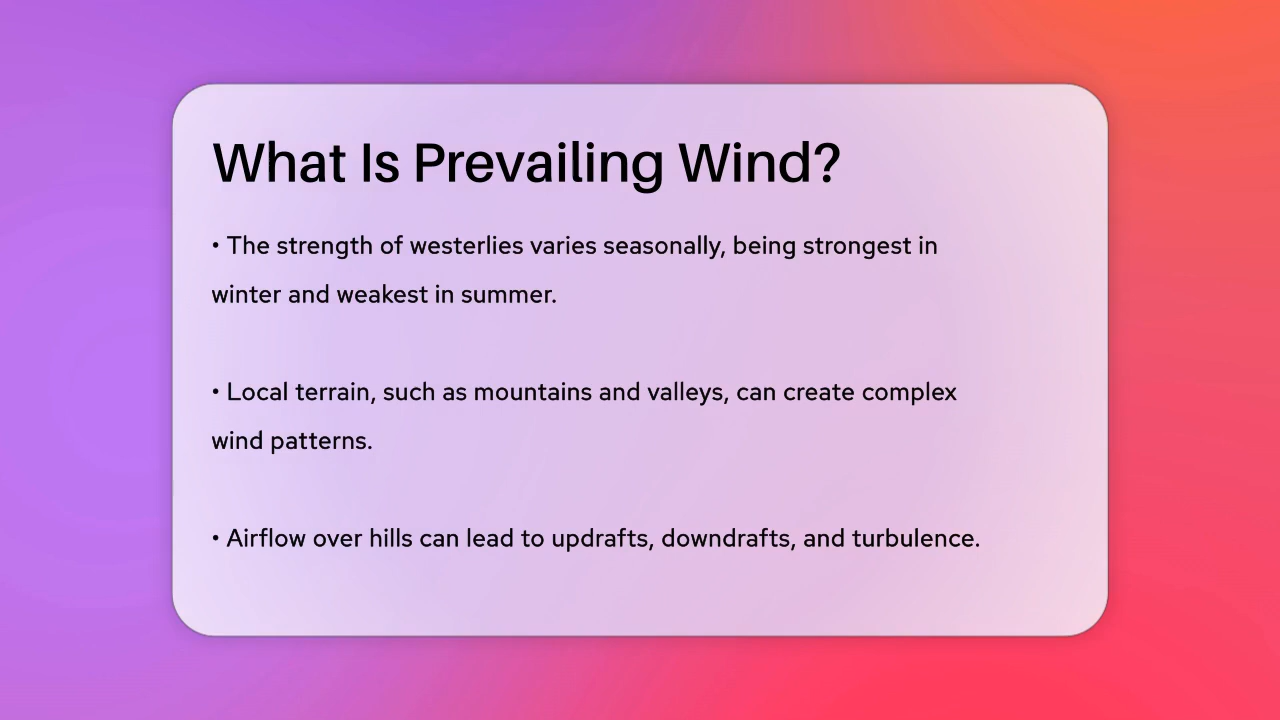 What Is Prevailing Wind?
• The strength of westerlies varies seasonally, being strongest in
winter and weakest in summer.
• Local terrain, such as mountains and valleys, can create complex
wind patterns.
• Airflow over hills can lead to updrafts, downdrafts, and turbulence.